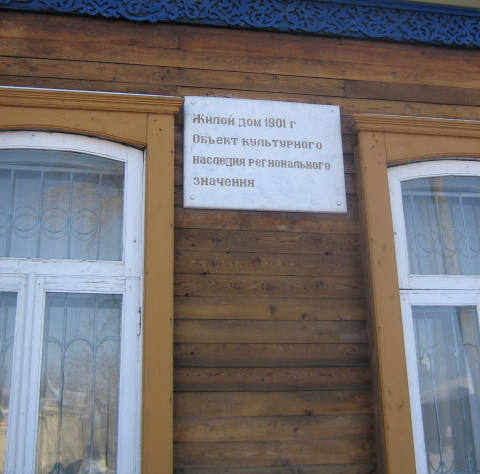 Жилой дом 1901 г
Объект культурного
наследия регионального
значения